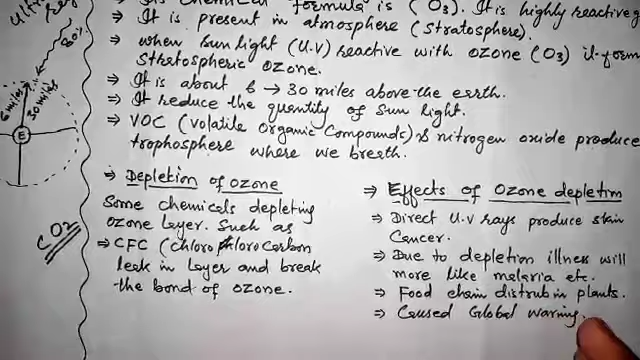 Its Chemical formula is (O3). It is highly reactive g
⇒ It is present in atmosphere (Stratosphere).
⇒ when Sun light (U.V) reactive with ozone (O3) it form
Stratospheric ozone.
⇒ It is about 6 → 30 miles above the earth.
⇒ It reduce the quantity of Sun light.
⇒ VOC (volatile organic Compounds) & nitrogen oxide produce
trophosphere where we breath.
Ultra
30%
6 miles
30 miles
E
CO2
⇒ Depletion of ozone
Some chemicals depleting
ozone layer. Such as
⇒ CFC (chloro floro Carbon
leak in layer and break
the bond of ozone.
⇒ Effects of Ozone depletion
⇒ Direct U.V rays produce skin
Cancer.
⇒ Due to depletion illness will
more like malaria etc.
⇒ Food chain distrub in plants.
⇒ Caused Global warning.